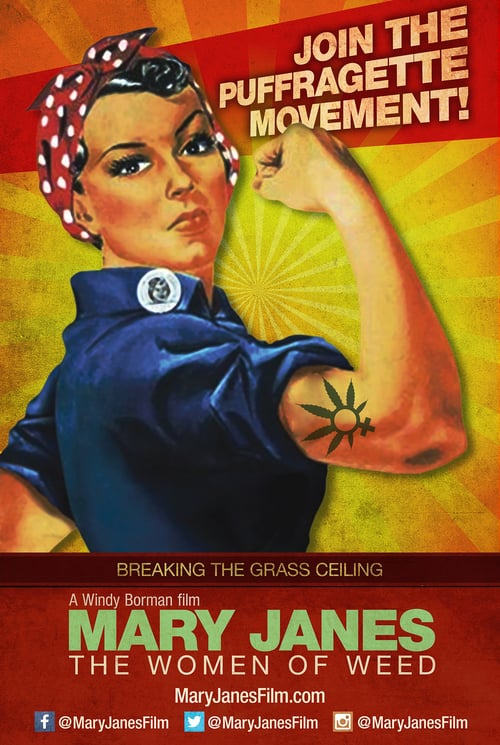 JOIN THE
PUFFRAGETTE
MOVEMENT!
BREAKING THE GRASS CEILING
A Windy Borman film
MARY JANES
THE WOMEN OF WEED
MaryJanesFilm.com
@MaryJanesFilm @MaryJanesFilm @MaryJanesFilm